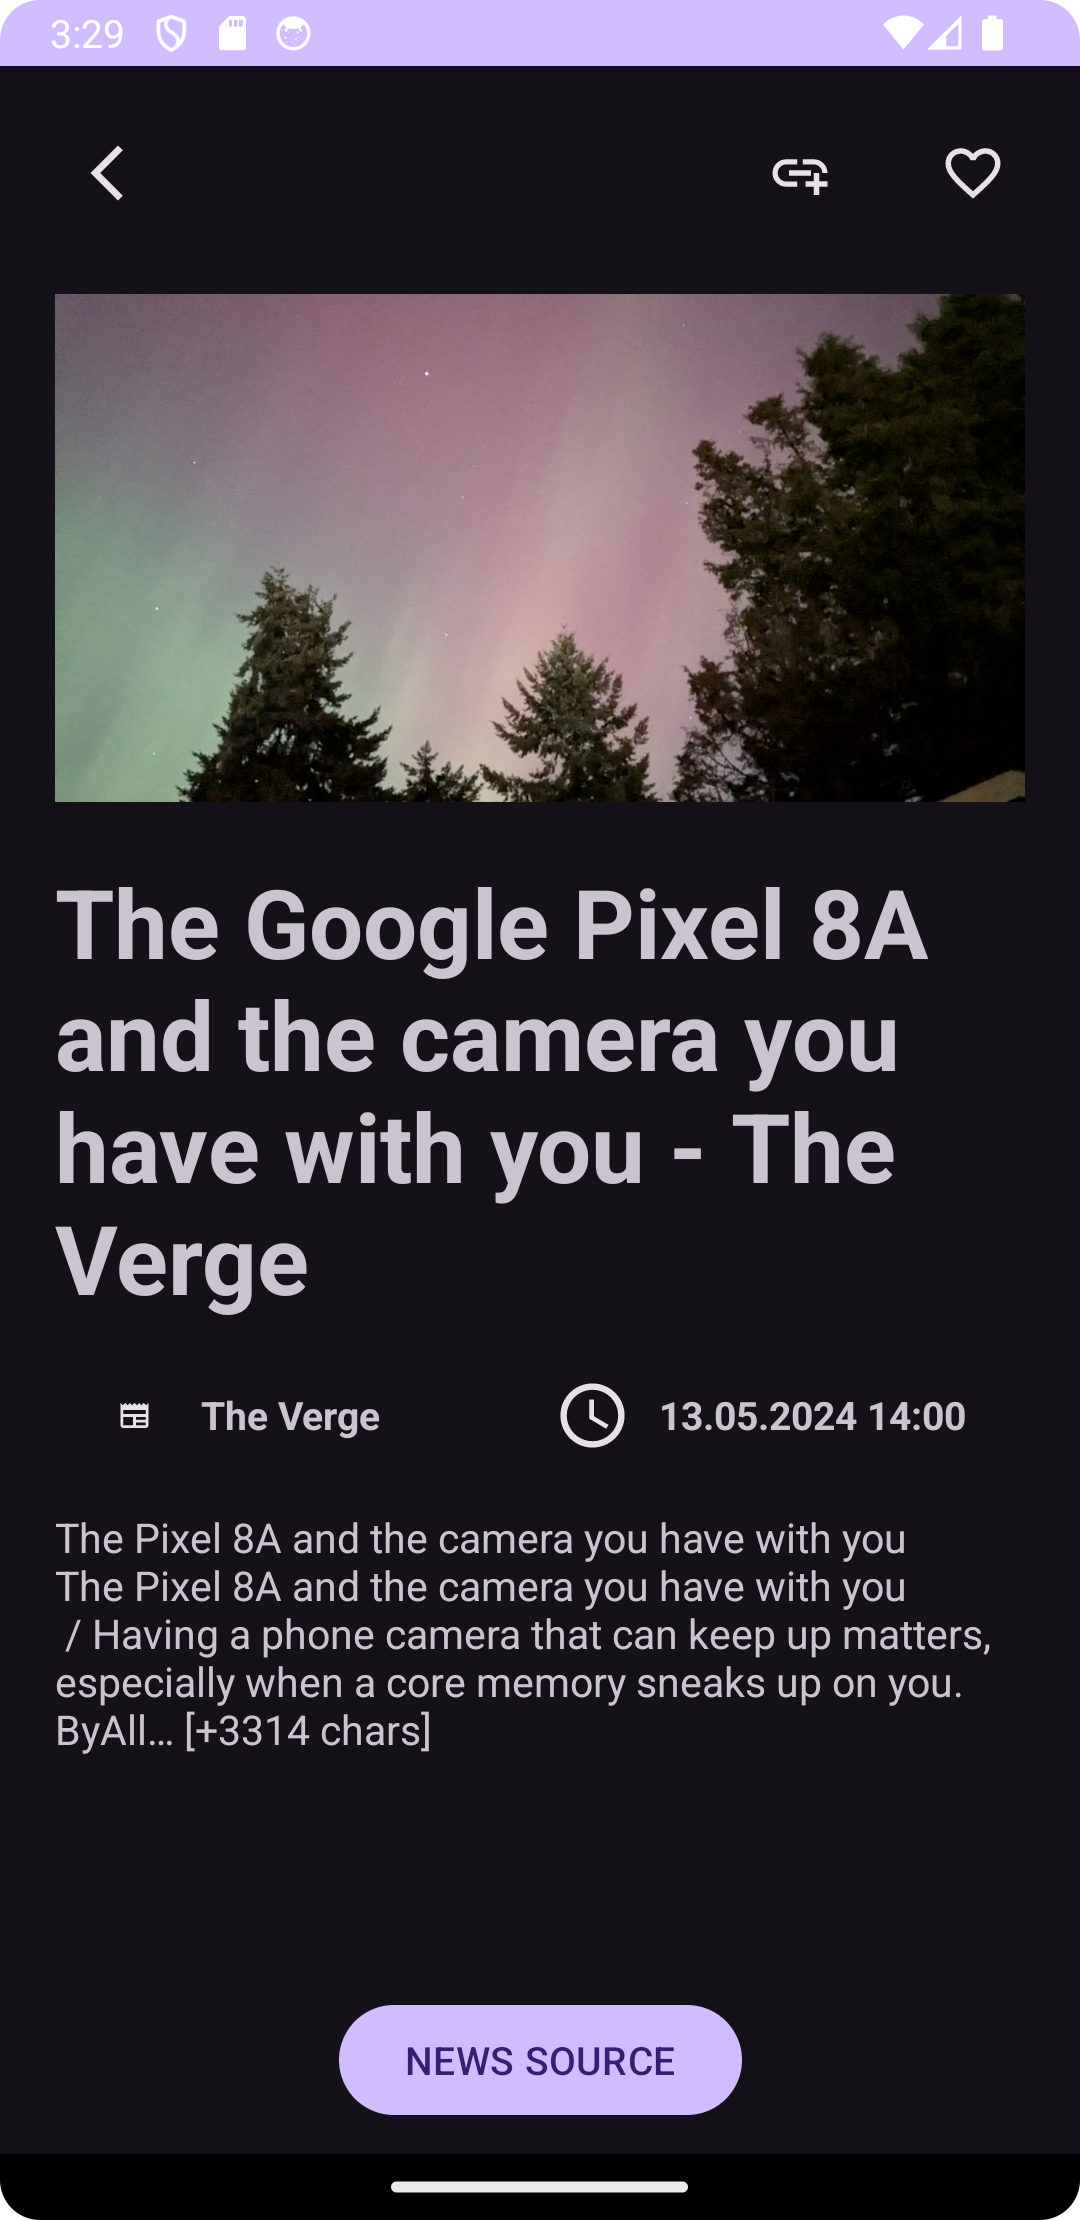 3:29
The Google Pixel 8A
and the camera you
have with you - The
Verge
The Verge
13.05.2024 14:00
The Pixel 8A and the camera you have with you
The Pixel 8A and the camera you have with you
/ Having a phone camera that can keep up matters,
especially when a core memory sneaks up on you.
ByAll… [+3314 chars]
NEWS SOURCE